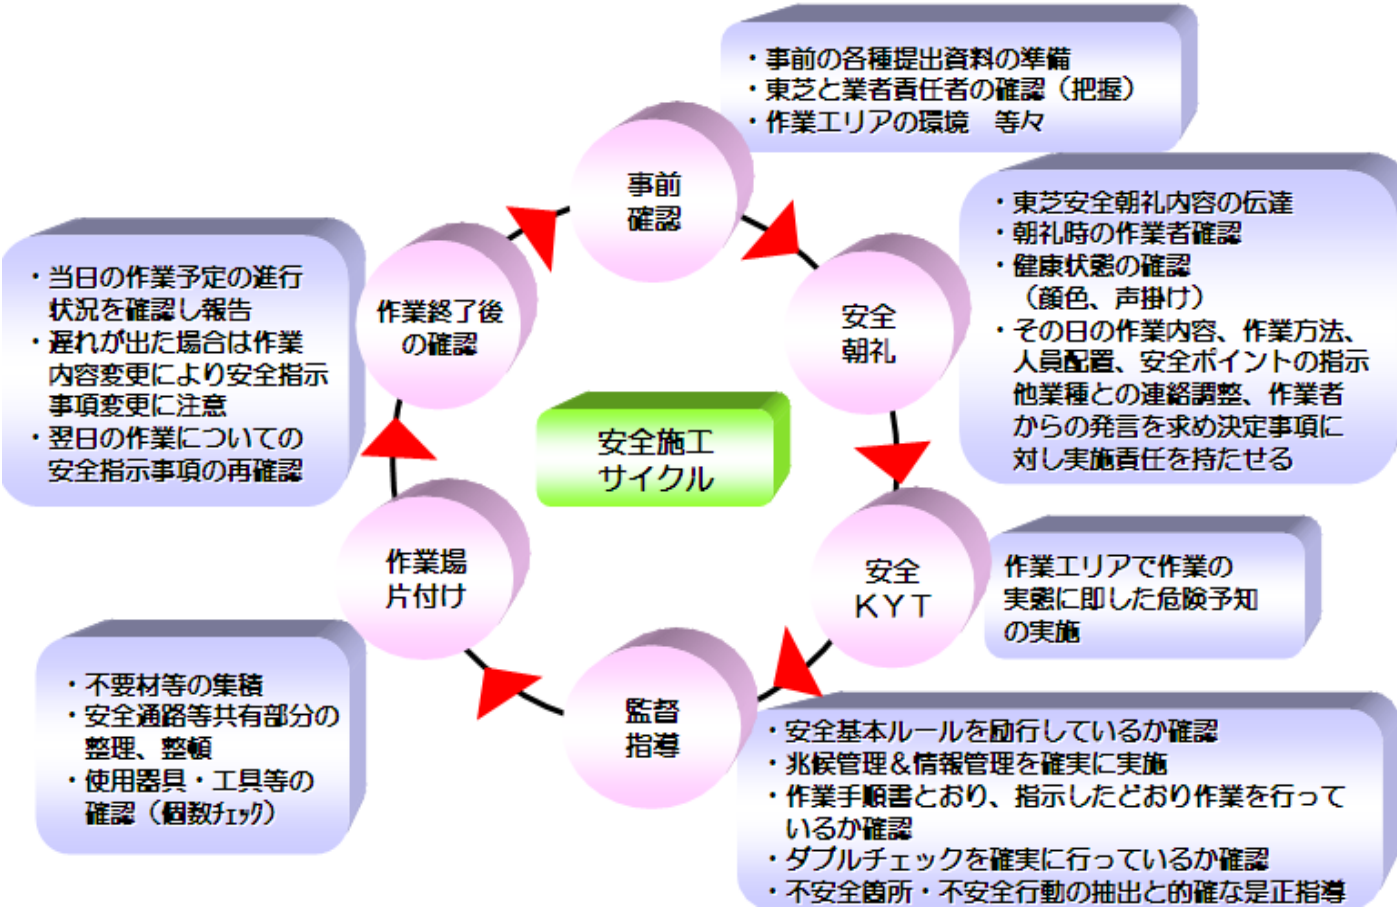 ・事前の各種提出資料の準備
・東芝と業者責任者の確認（把握）
・作業エリアの環境　等々
事前
確認
・東芝安全朝礼内容の伝達
・朝礼時の作業者確認
・健康状態の確認
（顔色、声掛け）
・その日の作業内容、作業方法、
人員配置、安全ポイントの指示
他業種との連絡調整、作業者
からの発言を求め決定事項に
対し実施責任を持たせる
安全
朝礼
作業エリアで作業の
実態に即した危険予知
の実施
安全
ＫＹＴ
・安全基本ルールを励行しているか確認
・兆候管理＆情報管理を確実に実施
・作業手順書とおり、指示したどおり作業を行って
いるか確認
・ダブルチェックを確実に行っているか確認
・不安全箇所・不安全行動の抽出と的確な是正指導
監督
指導
・不要材等の集積
・安全通路等共有部分の
整理、整頓
・使用器具・工具等の
確認（個数ﾁｪｯｸ）
作業場
片付け
・当日の作業予定の進行
状況を確認し報告
・遅れが出た場合は作業
内容変更により安全指示
事項変更に注意
・翌日の作業についての
安全指示事項の再確認
作業終了後
の確認
安全施工
サイクル